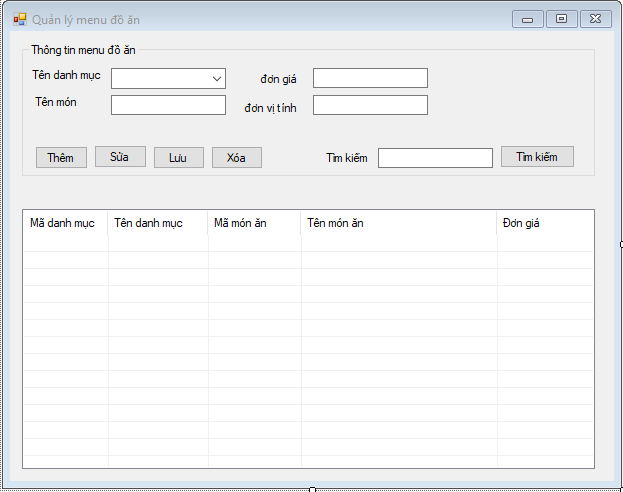 Quản lý menu đồ ăn
Thông tin menu đồ ăn
Tên danh mục đơn giá
Tên món đơn vị tính
Thêm Sửa Lưu Xóa Tìm kiếm Tìm kiếm
Mã danh mục Tên danh mục Mã món ăn Tên món ăn Đơn giá